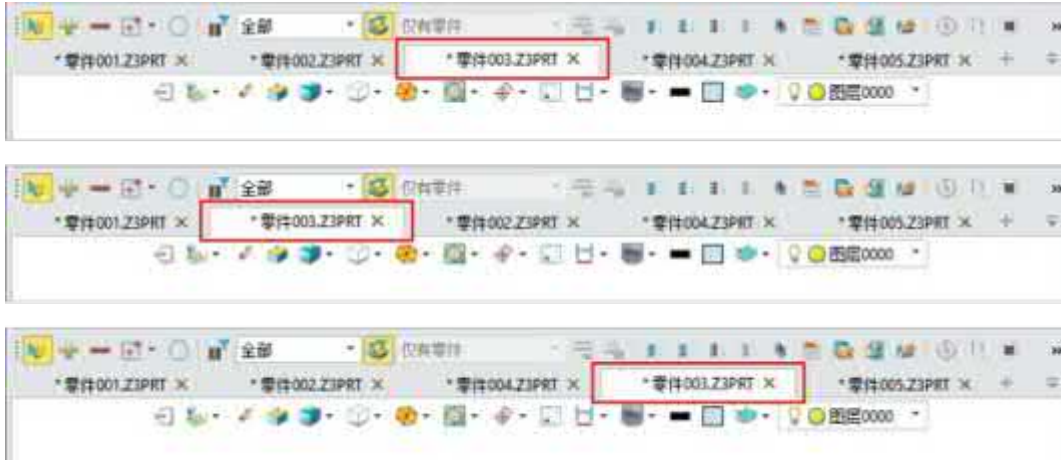 全部 仅有零件
*零件001.Z3PRT × *零件002.Z3PRT × *零件003.Z3PRT × *零件004.Z3PRT × *零件005.Z3PRT × +
图层0000
全部 仅有零件
*零件001.Z3PRT × *零件003.Z3PRT × *零件002.Z3PRT × *零件004.Z3PRT × *零件005.Z3PRT × +
图层0000
全部 仅有零件
*零件001.Z3PRT × *零件002.Z3PRT × *零件004.Z3PRT × *零件003.Z3PRT × *零件005.Z3PRT × +
图层0000